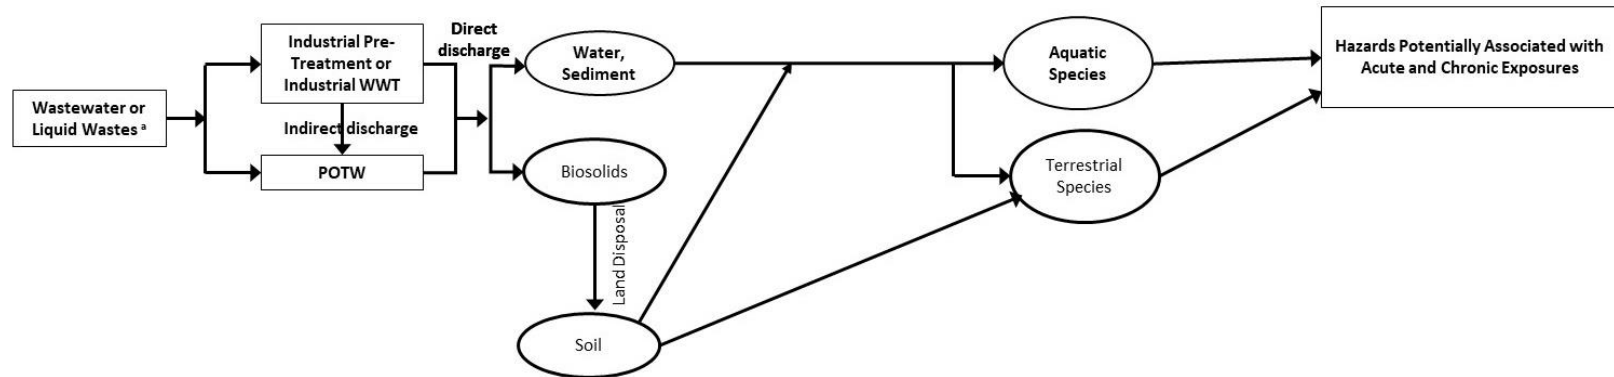 Wastewater or
Liquid Wastes ᵃ
Industrial Pre-
Treatment or
Industrial WWT
Indirect discharge
POTW
Direct
discharge
Water,
Sediment
Biosolids
Land Disposal
Soil
Aquatic
Species
Terrestrial
Species
Hazards Potentially Associated with
Acute and Chronic Exposures